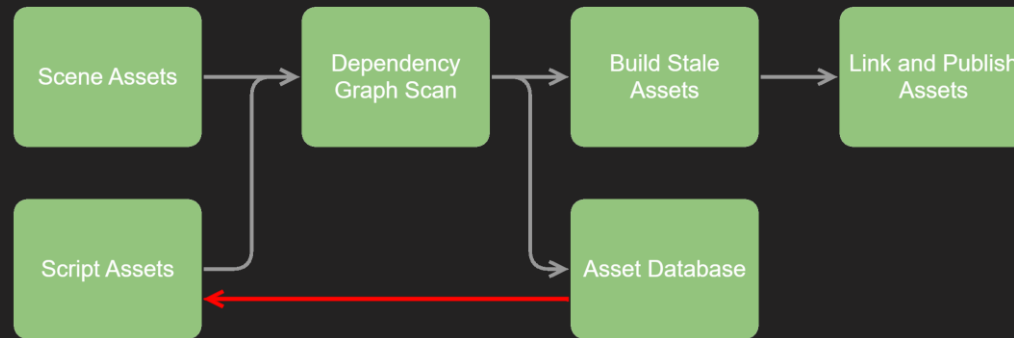 Scene Assets
Dependency
Graph Scan
Build Stale
Assets
Link and Publish
Assets
Script Assets
Asset Database